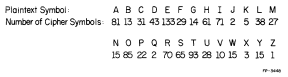 Plaintext Symbol: A B C D E F G H I J K L M
Number of Cipher Symbols: 81 13 31 43 133 29 14 61 71 2 5 38 27
N O P Q R S T U V W X Y Z
15 85 22 2 70 65 93 28 10 15 3 15 1
FP-5446